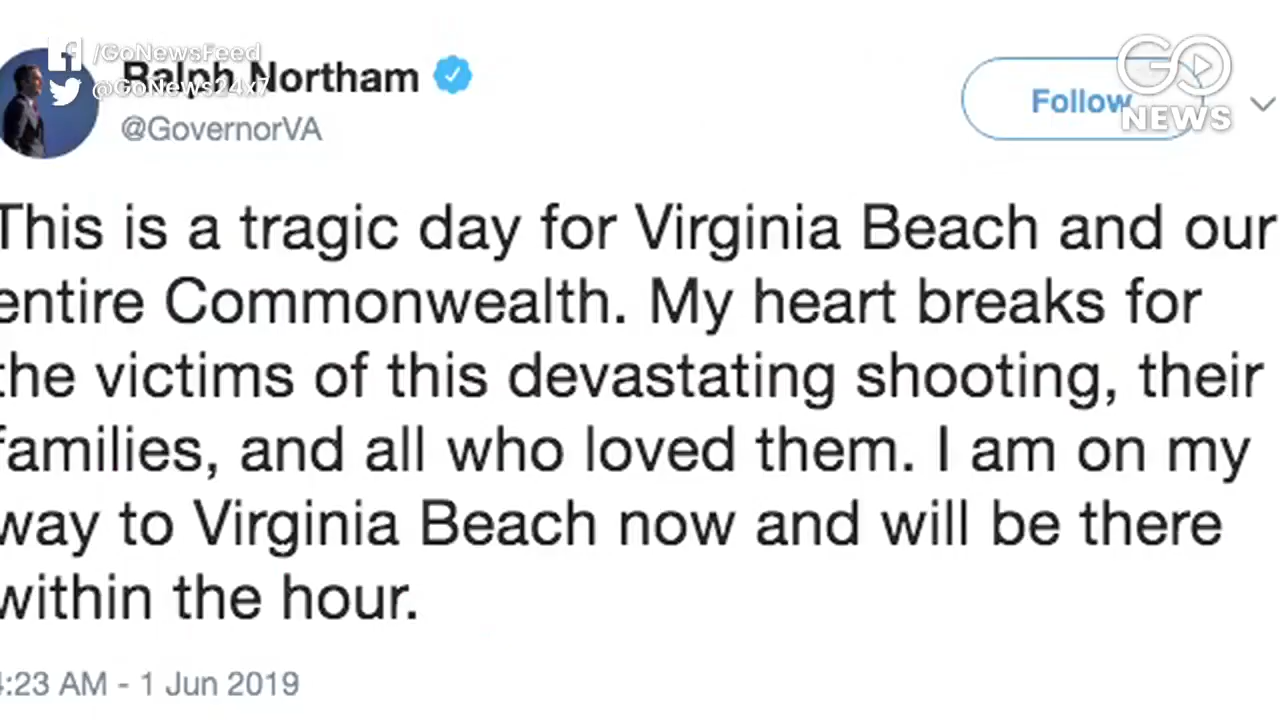 /GoNewsFeed
Ralph Northam
@GoNews24x7
@GovernorVA
Follow
GO
NEWS
This is a tragic day for Virginia Beach and our
entire Commonwealth. My heart breaks for
the victims of this devastating shooting, their
families, and all who loved them. I am on my
way to Virginia Beach now and will be there
within the hour.
:23 AM - 1 Jun 2019